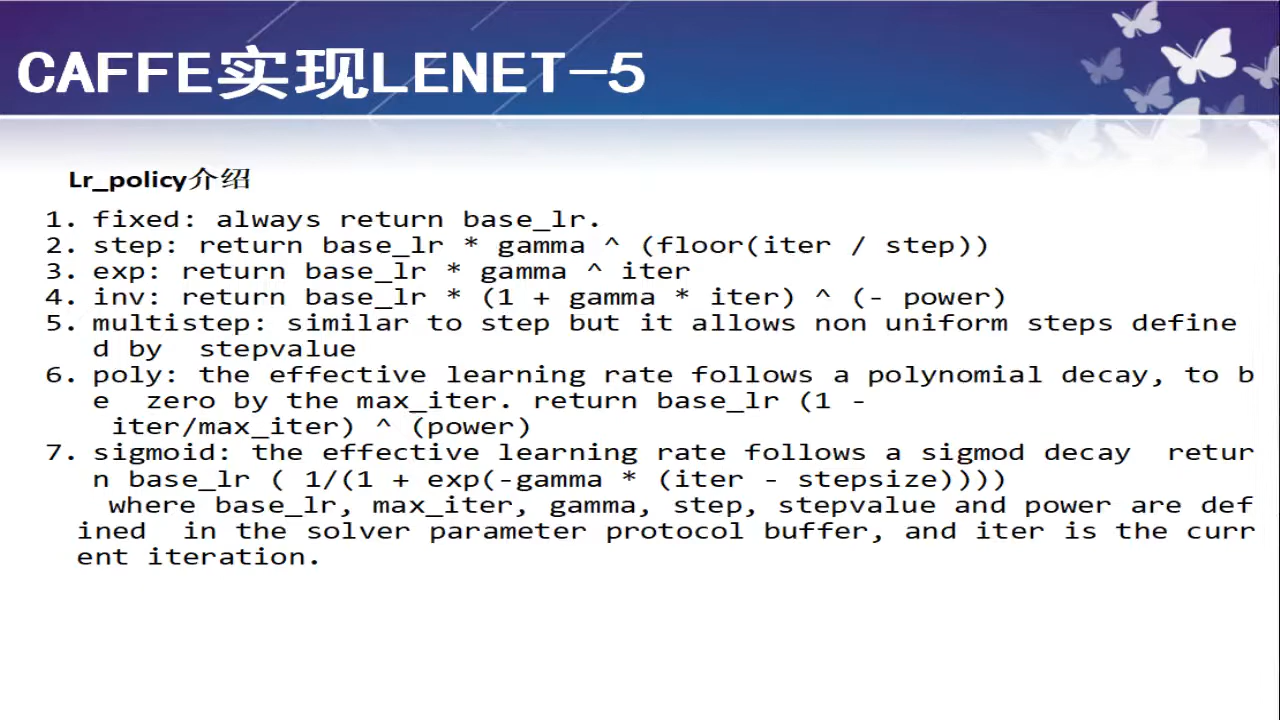 CAFFE实现LENET-5
Lr_policy介绍
1. fixed: always return base_lr.
2. step: return base_lr * gamma ^ (floor(iter / step))
3. exp: return base_lr * gamma ^ iter
4. inv: return base_lr * (1 + gamma * iter) ^ (- power)
5. multistep: similar to step but it allows non uniform steps define
d by  stepvalue
6. poly: the effective learning rate follows a polynomial decay, to b
e  zero by the max_iter. return base_lr (1 -
iter/max_iter) ^ (power)
7. sigmoid: the effective learning rate follows a sigmod decay  retur
n base_lr ( 1/(1 + exp(-gamma * (iter - stepsize))))
where base_lr, max_iter, gamma, step, stepvalue and power are def
ined  in the solver parameter protocol buffer, and iter is the curr
ent iteration.